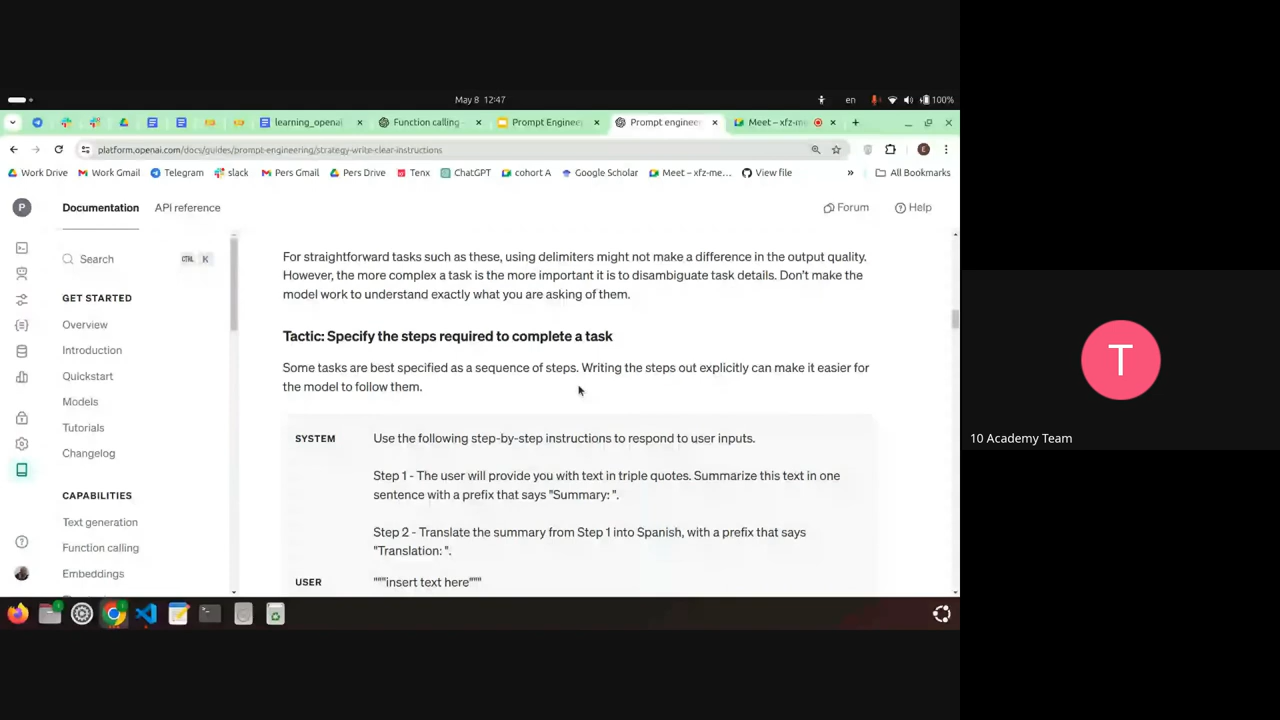 May 8 12:47
en
100%
learning_openai
Function calling
Prompt Enginee
Prompt enginee
Meet – xfz-me
platform.openai.com/docs/guides/prompt-engineering/strategy-write-clear-instructions
E
Work Drive
Work Gmail
Telegram
slack
Pers Gmail
Pers Drive
Tenx
ChatGPT
cohort A
Google Scholar
Meet – xfz-me...
View file
»
All Bookmarks
P
Documentation
API reference
Forum
Help
Search
CTRL K
GET STARTED
Overview
Introduction
Quickstart
Models
Tutorials
Changelog
CAPABILITIES
Text generation
Function calling
Embeddings
For straightforward tasks such as these, using delimiters might not make a difference in the output quality.
However, the more complex a task is the more important it is to disambiguate task details. Don't make the
model work to understand exactly what you are asking of them.
Tactic: Specify the steps required to complete a task
Some tasks are best specified as a sequence of steps. Writing the steps out explicitly can make it easier for
the model to follow them.
SYSTEM
Use the following step-by-step instructions to respond to user inputs.
Step 1 - The user will provide you with text in triple quotes. Summarize this text in one
sentence with a prefix that says "Summary: ".
Step 2 - Translate the summary from Step 1 into Spanish, with a prefix that says
"Translation: ".
USER
"""insert text here"""
T
10 Academy Team